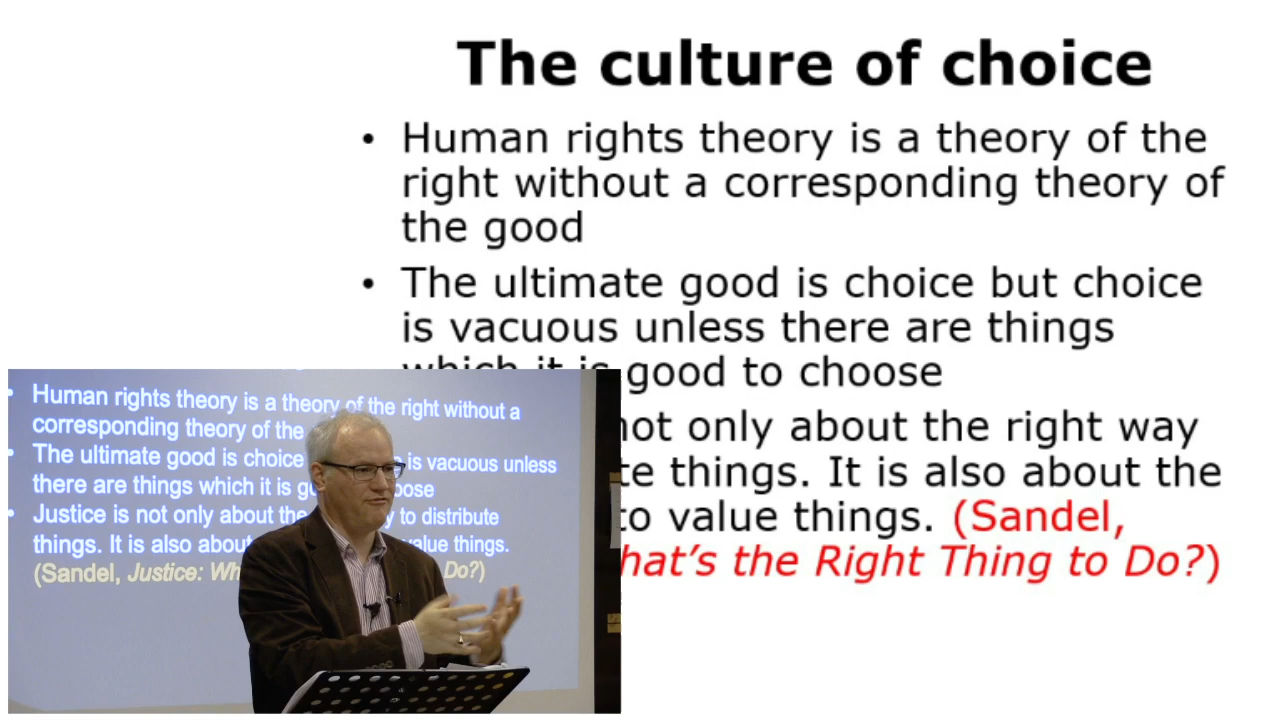 The culture of choice
• Human rights theory is a theory of the
right without a corresponding theory of
the good
• The ultimate good is choice but choice
is vacuous unless there are things
which it is good to choose
not only about the right way
things. It is also about the
to value things. (Sandel,
What's the Right Thing to Do?)
• Human rights theory is a theory of the right without a
corresponding theory of the
• The ultimate good is choice is vacuous unless
there are things which it is
• Justice is not only about the to distribute
things. It is also about value things.
(Sandel, Justice: Do?)